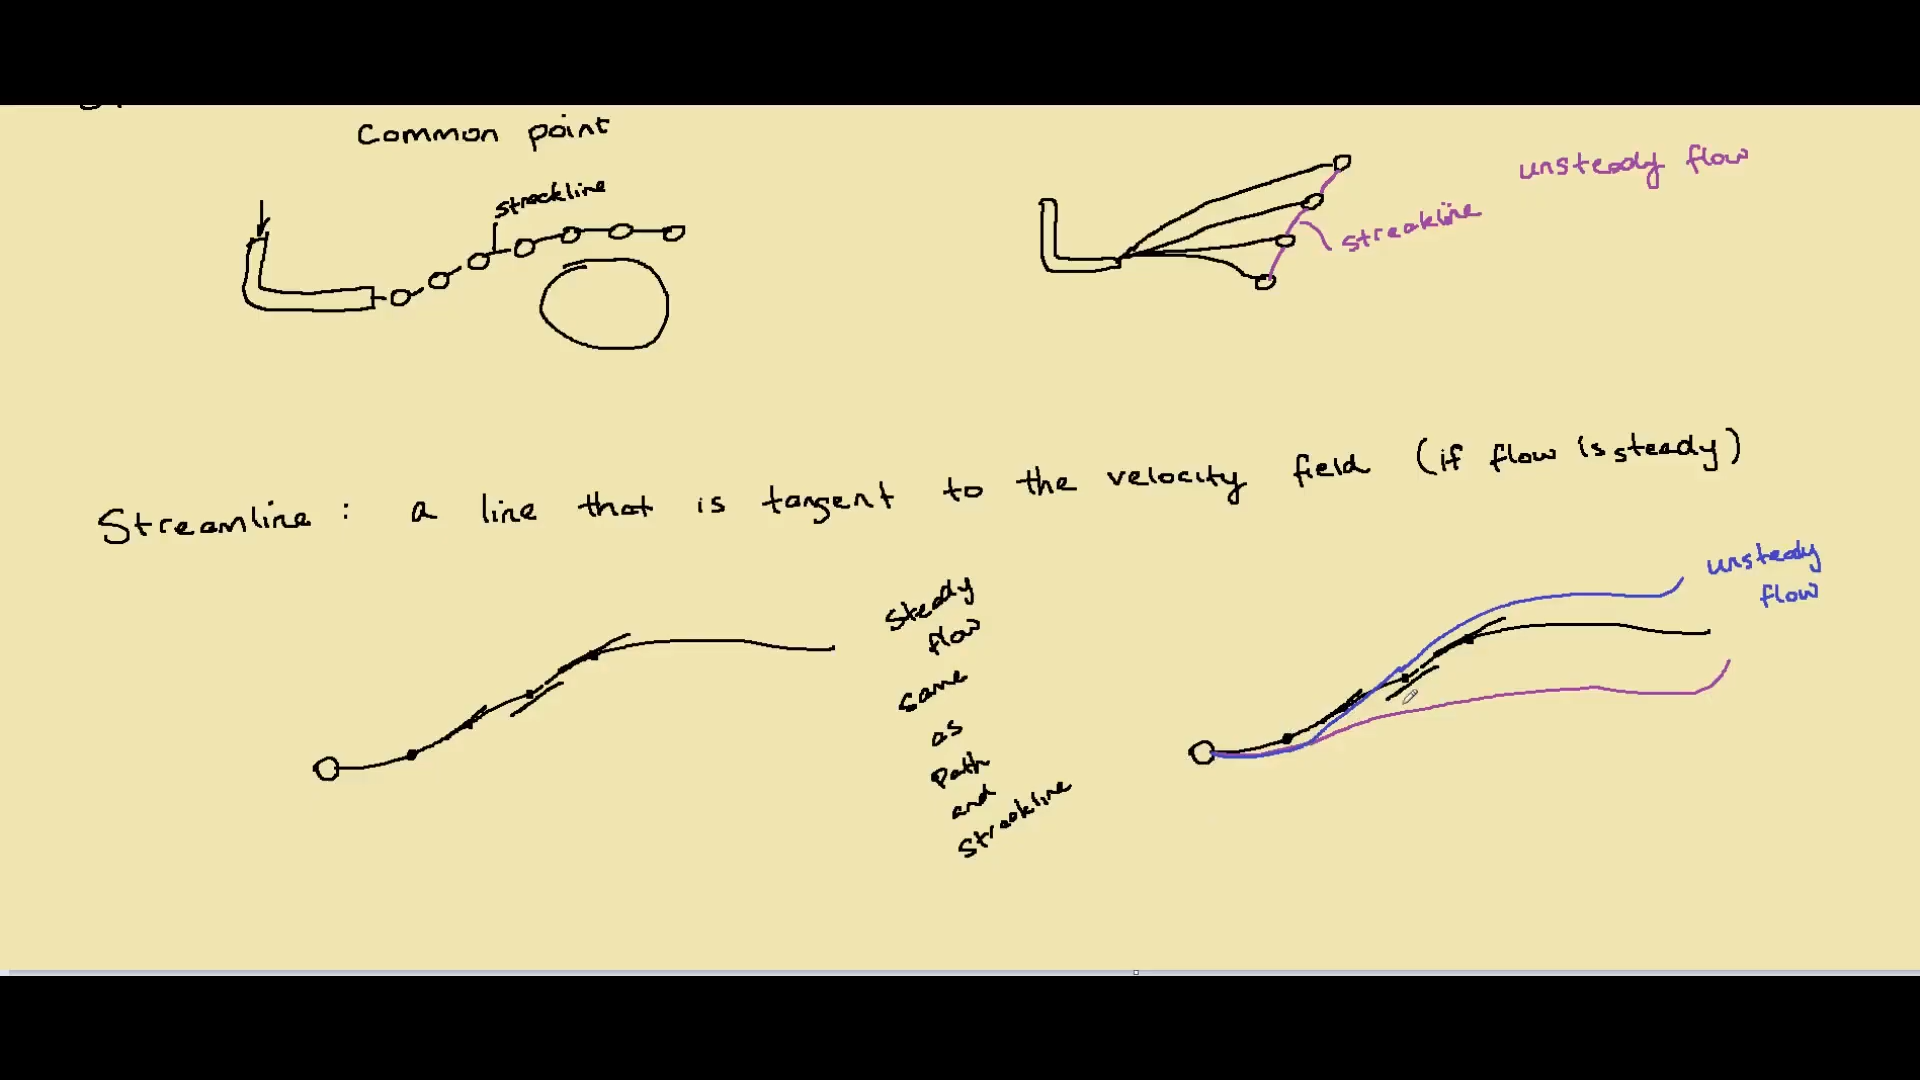 Common point
streakline
unsteady flow
streakline
Streamline : a line that is tangent to the velocity field (if flow is steady)
steady
flow
same
as
path
and
streakline
unsteady
flow